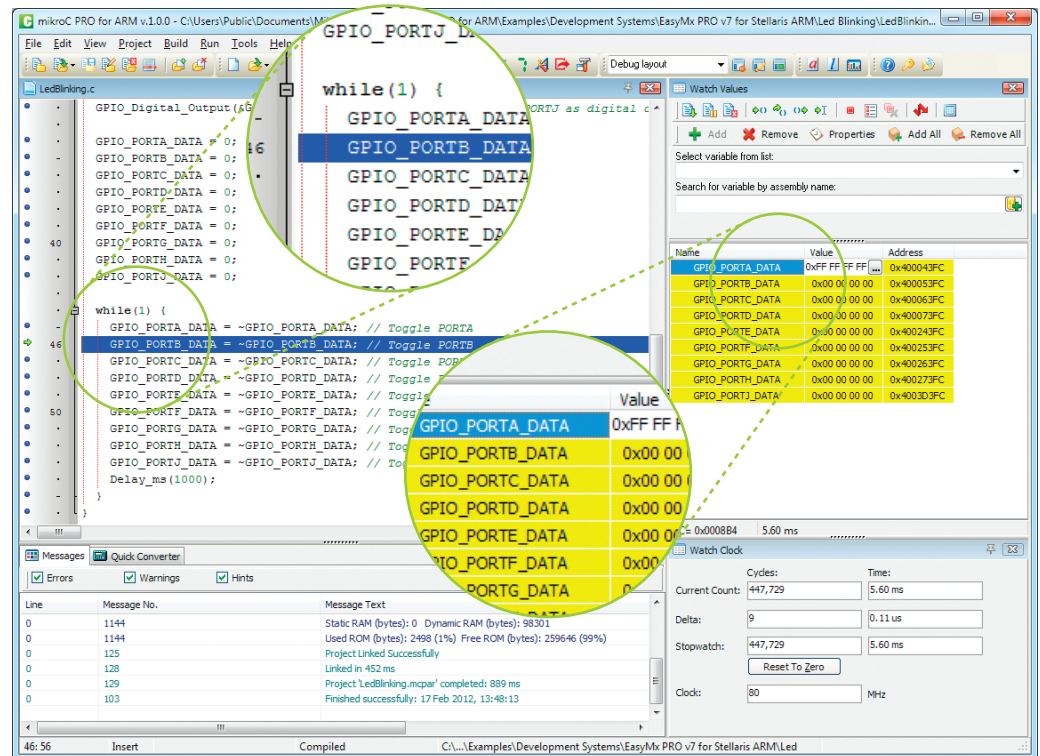 mikroC PRO for ARM v.1.0.0 - C:\Users\Public\Documents\Mi for ARM\Examples\Development Systems\EasyMx PRO v7 for Stellaris ARM\Led Blinking\LedBlinkin...
File Edit View Project Build Run Tools Help
Debug layout
LedBlinking.c
GPIO_Digital_Output(&G PORTJ as digital
GPIO_PORTA_DATA = 0;
GPIO_PORTB_DATA = 0;
GPIO_PORTC_DATA = 0;
GPIO_PORTD_DATA = 0;
GPIO_PORTE_DATA = 0;
GPIO_PORTF_DATA = 0;
40 GPIO_PORTG_DATA = 0;
GPIO_PORTH_DATA = 0;
GPIO_PORTJ_DATA = 0;
while(1) {
GPIO_PORTA_DATA = ~GPIO_PORTA_DATA; // Toggle PORTA
46 GPIO_PORTB_DATA = ~GPIO_PORTB_DATA; // Toggle PORTB
GPIO_PORTC_DATA = ~GPIO_PORTC_DATA; // Toggle
GPIO_PORTD_DATA = ~GPIO_PORTD_DATA; // Toggle
GPIO_PORTE_DATA = ~GPIO_PORTE_DATA; // Toggle
50 GPIO_PORTF_DATA = ~GPIO_PORTF_DATA; // Togg
GPIO_PORTG_DATA = ~GPIO_PORTG_DATA; // Tog
GPIO_PORTH_DATA = ~GPIO_PORTH_DATA; // To
GPIO_PORTJ_DATA = ~GPIO_PORTJ_DATA; // To
Delay_ms(1000);
}
}
GPIO_PORTJ_D
while(1) {
GPIO_PORTA_DATA
46 GPIO_PORTB_DATA
GPIO_PORTC_DATA
GPIO_PORTD_DAT
GPIO_PORTE_DA
GPIO_PORTF
Watch Values
Add Remove Properties Add All Remove All
Select variable from list:
Search for variable by assembly name:
Name Value Address
GPIO_PORTA_DATA 0xFF FF FF FF ... 0x400043FC
GPIO_PORTB_DATA 0x00 00 00 00 0x400053FC
GPIO_PORTC_DATA 0x00 00 00 00 0x400063FC
GPIO_PORTD_DATA 0x00 00 00 00 0x400073FC
GPIO_PORTE_DATA 0x00 00 00 00 0x400243FC
GPIO_PORTF_DATA 0x00 00 00 00 0x400253FC
GPIO_PORTG_DATA 0x00 00 00 00 0x400263FC
GPIO_PORTH_DATA 0x00 00 00 00 0x400273FC
GPIO_PORTJ_DATA 0x00 00 00 00 0x4003D3FC
Value
GPIO_PORTA_DATA 0xFF FF F
GPIO_PORTB_DATA 0x00 00
GPIO_PORTC_DATA 0x00 00
GPIO_PORTD_DATA 0x00 00
GPIO_PORTE_DATA 0x00 00
PIO_PORTF_DATA 0x00
PORTG_DATA
PC= 0x0008B4 5.60 ms
Messages Quick Converter
Errors Warnings Hints
Line Message No. Message Text
0 1144 Static RAM (bytes): 0 Dynamic RAM (bytes): 98301
0 1144 Used ROM (bytes): 2498 (1%) Free ROM (bytes): 259646 (99%)
0 125 Project Linked Successfully
0 128 Linked in 452 ms
0 129 Project 'LedBlinking.mcpar' completed: 889 ms
0 103 Finished successfully: 17 Feb 2012, 13:48:13
Watch Clock
Cycles: Time:
Current Count: 447,729 5.60 ms
Delta: 9 0.11 us
Stopwatch: 447,729 5.60 ms
Reset To Zero
Clock: 80 MHz
46: 56 Insert Compiled C:\...\Examples\Development Systems\EasyMx PRO v7 for Stellaris ARM\Led